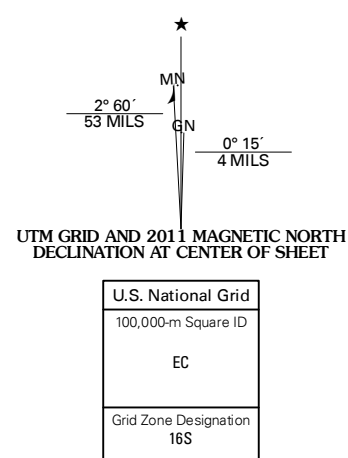 MN
2° 60´
53 MILS
GN
0° 15´
4 MILS
UTM GRID AND 2011 MAGNETIC NORTH
DECLINATION AT CENTER OF SHEET
U.S. National Grid
100,000-m Square ID
EC
Grid Zone Designation
16S